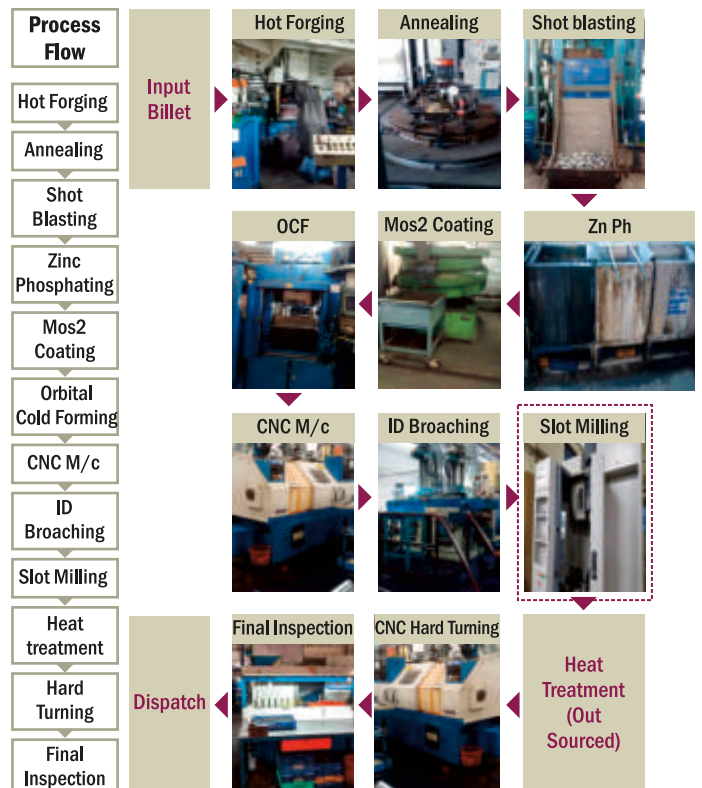 Process
Flow
Hot Forging
Annealing
Shot
Blasting
Zinc
Phosphating
Mos2
Coating
Orbital
Cold Forming
CNC M/c
ID
Broaching
Slot Milling
Heat
treatment
Hard
Turning
Final
Inspection
Input
Billet
Hot Forging
Annealing
Shot blasting
OCF
Mos2 Coating
Zn Ph
CNC M/c
ID Broaching
Slot Milling
Dispatch
Final Inspection
CNC Hard Turning
Heat
Treatment
(Out
Sourced)